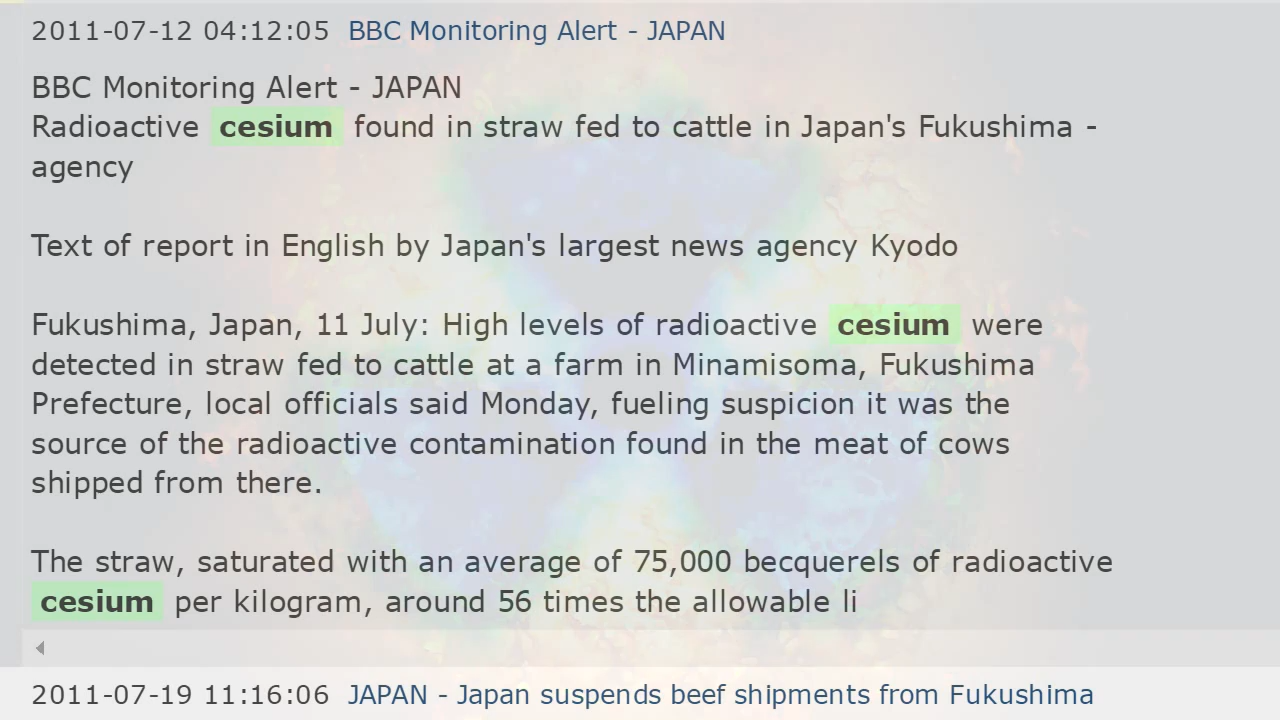 2011-07-12 04:12:05 BBC Monitoring Alert - JAPAN
BBC Monitoring Alert - JAPAN
Radioactive cesium found in straw fed to cattle in Japan's Fukushima -
agency
Text of report in English by Japan's largest news agency Kyodo
Fukushima, Japan, 11 July: High levels of radioactive cesium were
detected in straw fed to cattle at a farm in Minamisoma, Fukushima
Prefecture, local officials said Monday, fueling suspicion it was the
source of the radioactive contamination found in the meat of cows
shipped from there.
The straw, saturated with an average of 75,000 becquerels of radioactive
cesium per kilogram, around 56 times the allowable li
2011-07-19 11:16:06 JAPAN - Japan suspends beef shipments from Fukushima